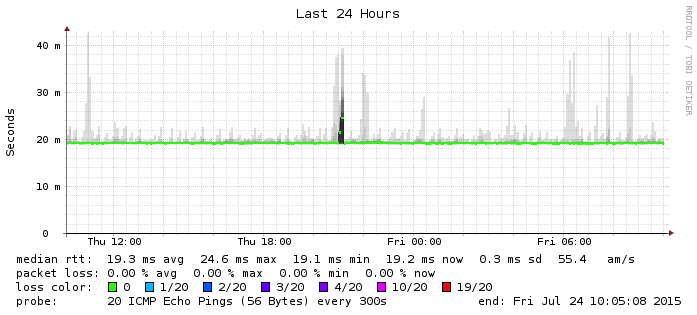 Last 24 Hours
RRDTOOL / TOBI OETIKER
Seconds
40 m
30 m
20 m
10 m
0
Thu 12:00 Thu 18:00 Fri 00:00 Fri 06:00
median rtt: 19.3 ms avg 24.6 ms max 19.1 ms min 19.2 ms now 0.3 ms sd 55.4 am/s
packet loss: 0.00 % avg 0.00 % max 0.00 % min 0.00 % now
loss color: 0 1/20 2/20 3/20 4/20 10/20 19/20
probe: 20 ICMP Echo Pings (56 Bytes) every 300s end: Fri Jul 24 10:05:08 2015